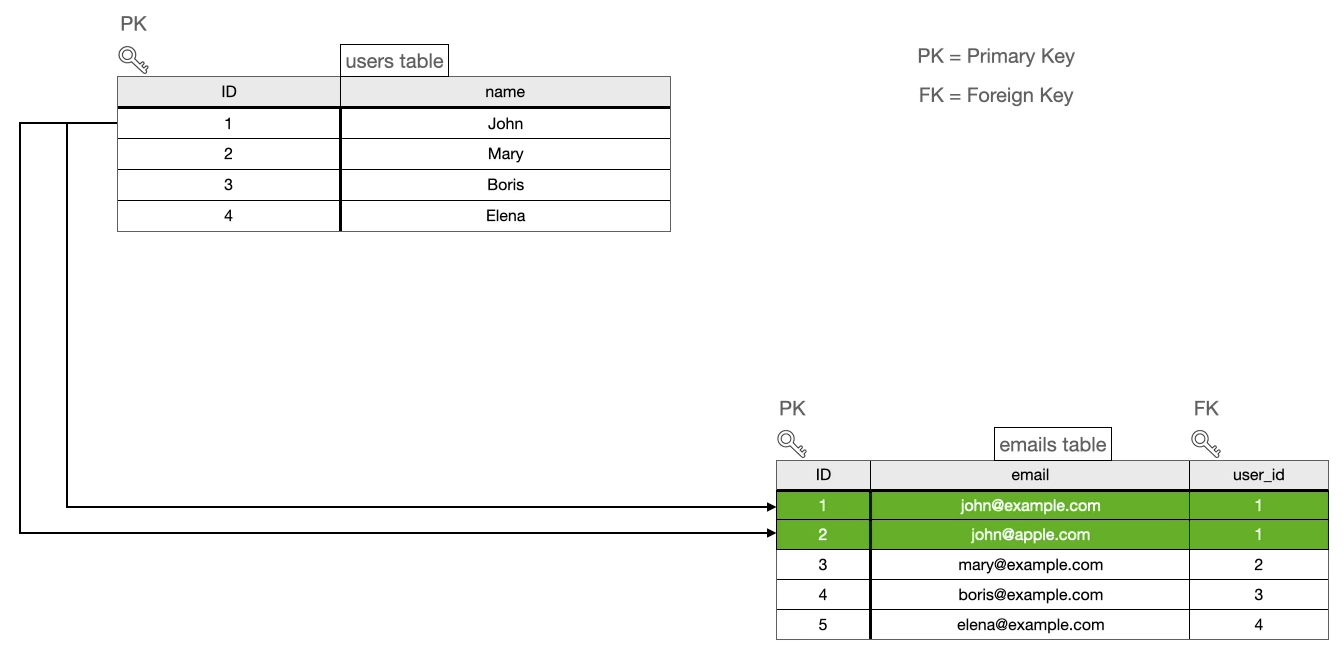 PK
users table
PK = Primary Key
FK = Foreign Key
ID name
1 John
2 Mary
3 Boris
4 Elena
PK FK
emails table
ID email user_id
1 john@example.com 1
2 john@apple.com 1
3 mary@example.com 2
4 boris@example.com 3
5 elena@example.com 4